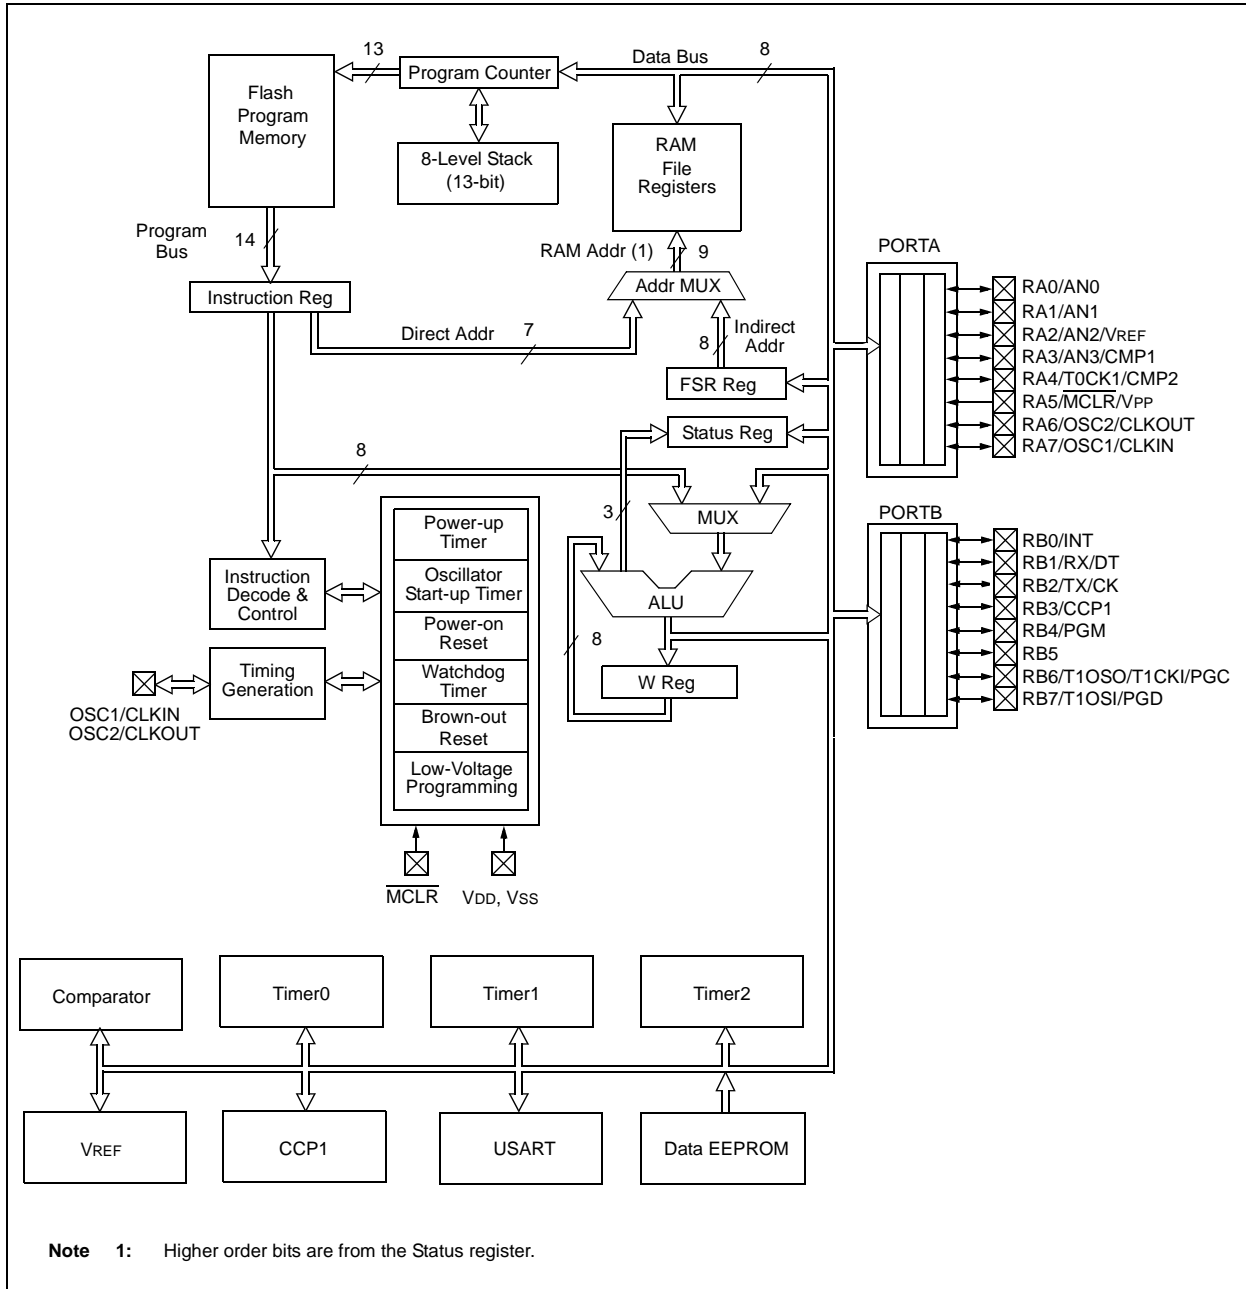 13
Program Counter
Data Bus
8
Flash
Program
Memory
8-Level Stack
(13-bit)
RAM
File
Registers
Program
Bus
14
RAM Addr (1)
9
Addr MUX
Instruction Reg
Direct Addr
7
8
Indirect
Addr
FSR Reg
Status Reg
8
3
MUX
Power-up
Timer
Oscillator
Start-up Timer
Power-on
Reset
Watchdog
Timer
Brown-out
Reset
Low-Voltage
Programming
Instruction
Decode &
Control
ALU
8
W Reg
Timing
Generation
OSC1/CLKIN
OSC2/CLKOUT
MCLR
VDD, VSS
PORTA
RA0/AN0
RA1/AN1
RA2/AN2/VREF
RA3/AN3/CMP1
RA4/T0CK1/CMP2
RA5/MCLR/VPP
RA6/OSC2/CLKOUT
RA7/OSC1/CLKIN
PORTB
RB0/INT
RB1/RX/DT
RB2/TX/CK
RB3/CCP1
RB4/PGM
RB5
RB6/T1OSO/T1CKI/PGC
RB7/T1OSI/PGD
Comparator
Timer0
Timer1
Timer2
VREF
CCP1
USART
Data EEPROM
Note 1: Higher order bits are from the Status register.